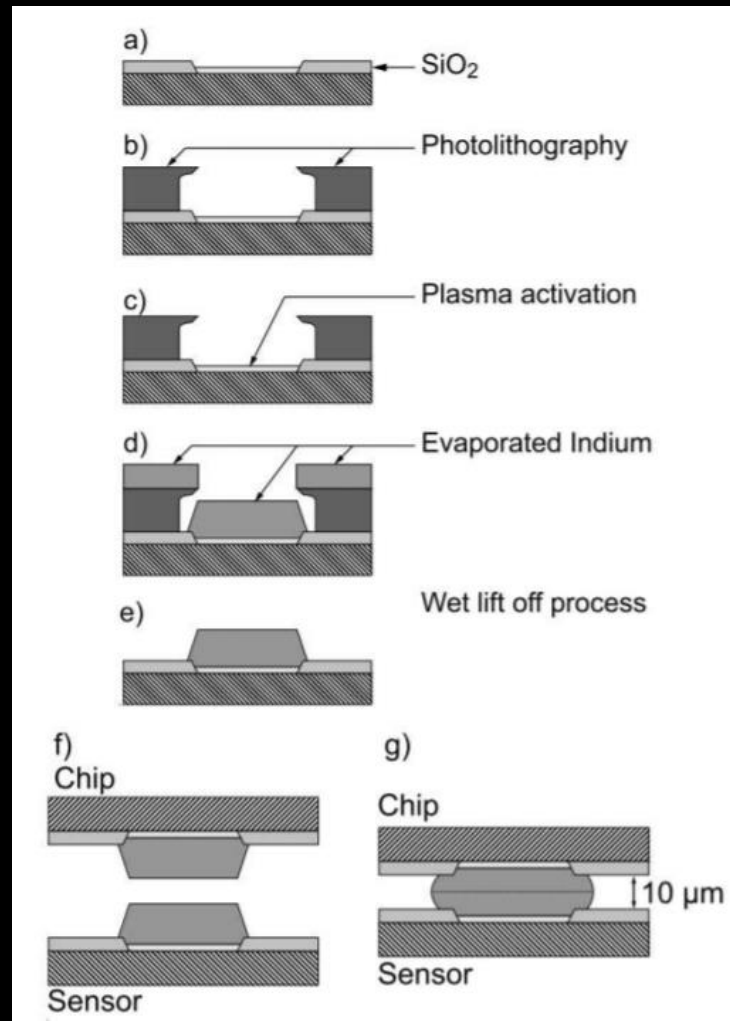 a)
SiO₂
b)
Photolithography
c)
Plasma activation
d)
Evaporated Indium
Wet lift off process
e)
f)
g)
Chip
Chip
10 µm
Sensor
Sensor